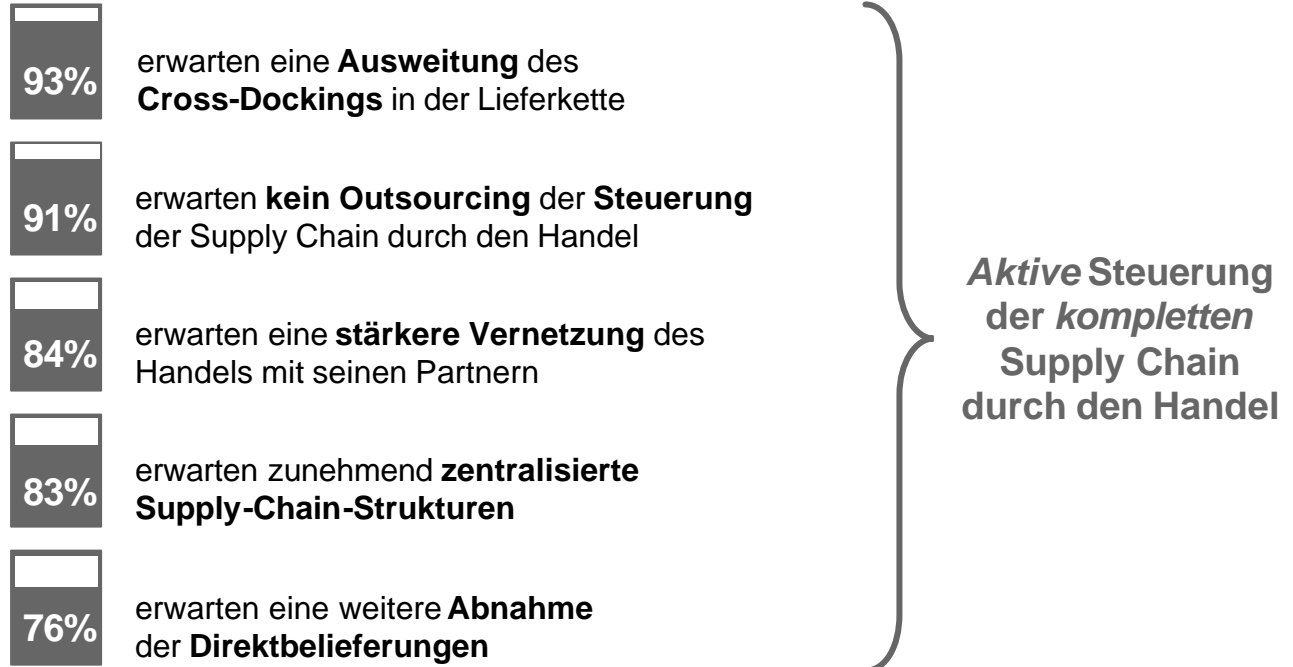 93%
erwarten eine Ausweitung des
Cross-Dockings in der Lieferkette
91%
erwarten kein Outsourcing der Steuerung
der Supply Chain durch den Handel
84%
erwarten eine stärkere Vernetzung des
Handels mit seinen Partnern
83%
erwarten zunehmend zentralisierte
Supply-Chain-Strukturen
76%
erwarten eine weitere Abnahme
der Direktbelieferungen
Aktive Steuerung
der kompletten
Supply Chain
durch den Handel